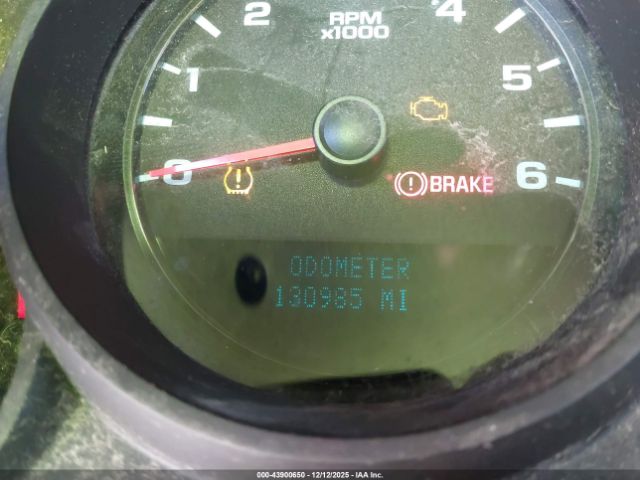 2
RPM
x1000
4
1
5
0
BRAKE
6
ODOMETER
130985 MI
000-43900650 - 12/12/2025 - IAA Inc.